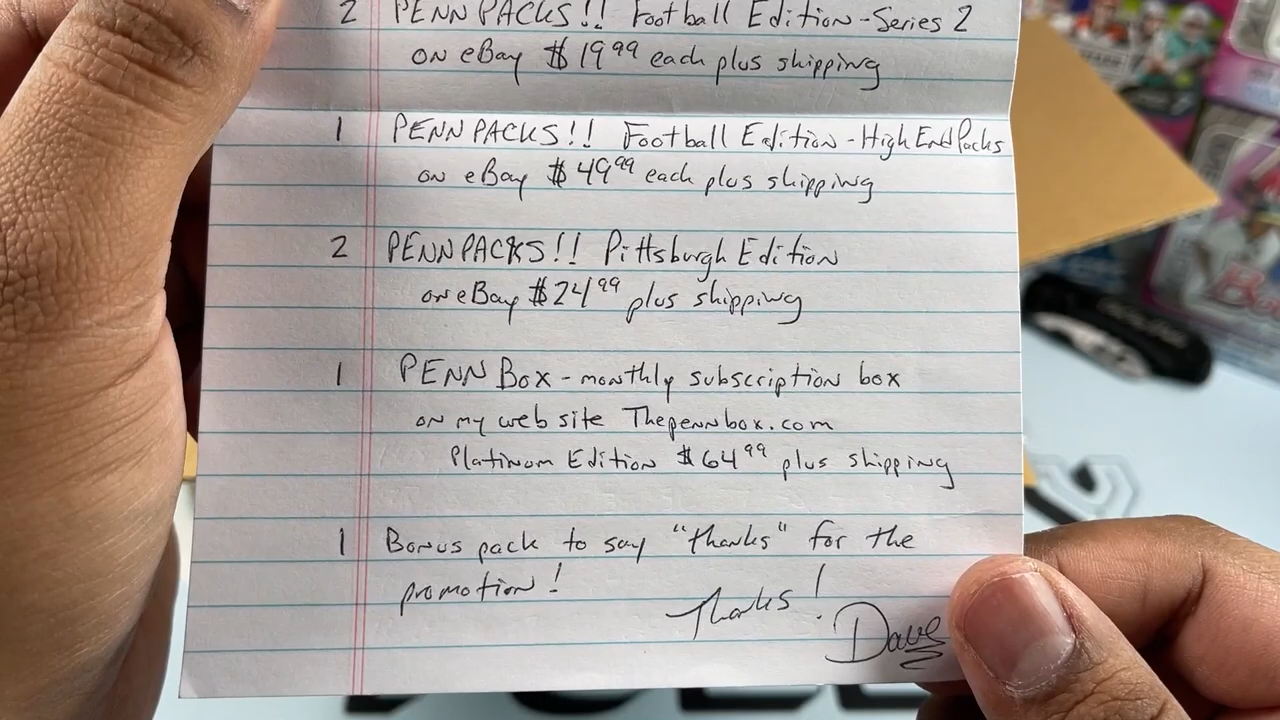 2 PENN PACKS!! Football Edition - Series 2
on eBay $19.99 each plus shipping
1 PENN PACKS!! Football Edition - High End Packs
on eBay $49.99 each plus shipping
2 PENN PACKS!! Pittsburgh Edition
on eBay $24.99 plus shipping
1 PENN BOX - monthly subscription box
on my web site Thepennbox.com
Platinum Edition $64.99 plus shipping
1 Bonus pack to say "thanks" for the
promotion!
Thanks!
Dave